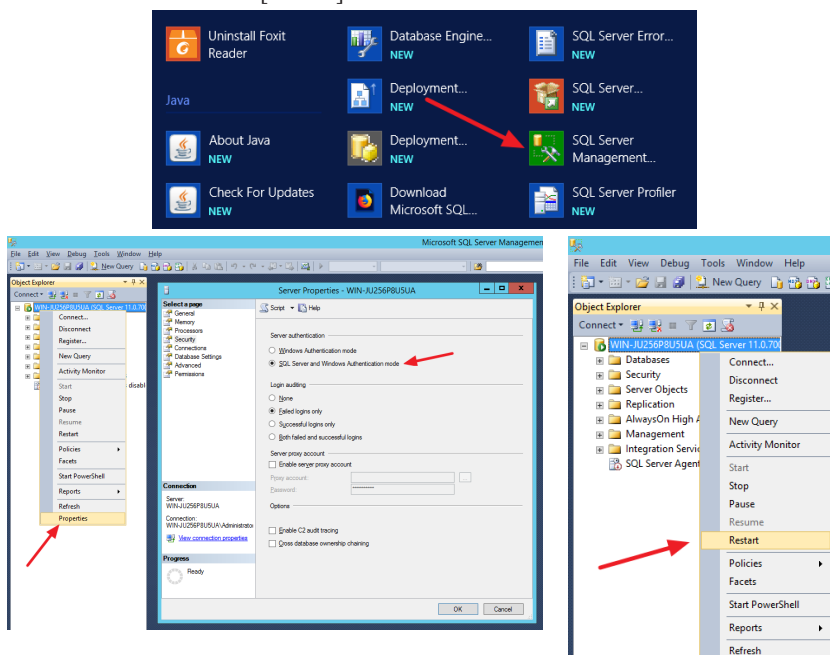 Uninstall Foxit
Reader
Database Engine...
NEW
SQL Server Error...
NEW
Java
Deployment...
NEW
SQL Server...
NEW
About Java
NEW
Deployment...
NEW
SQL Server
Management...
Check For Updates
NEW
Download
Microsoft SQL...
SQL Server Profiler
NEW
Microsoft SQL Server Managemen
File Edit View Debug Tools Window Help
New Query
Object Explorer
Connect
WIN-JU256P8U5UA (SQL Server 11.0.70
Connect...
Disconnect
Register...
New Query
Activity Monitor
Start
Stop
Pause
Resume
Restart
Policies
Facets
Start PowerShell
Reports
Refresh
Properties
disabl
Server Properties - WIN-JU256P8U5UA
Select a page
General
Memory
Processors
Security
Connections
Database Settings
Advanced
Permissions
Script Help
Server authentication
Windows Authentication mode
SQL Server and Windows Authentication mode
Login auditing
None
Failed logins only
Successful logins only
Both failed and successful logins
Server proxy account
Enable server proxy account
Proxy account:
Password:
Options
Enable C2 audit tracing
Cross database ownership chaining
Connection
Server:
WIN-JU256P8U5UA
Connection:
WIN-JU256P8U5UA\Administrator
View connection properties
Progress
Ready
OK Cancel
File Edit View Debug Tools Window Help
New Query
Object Explorer
Connect
WIN-JU256P8U5UA (SQL Server 11.0.70
Databases
Security
Server Objects
Replication
AlwaysOn High A
Management
Integration Servic
SQL Server Agent
Connect...
Disconnect
Register...
New Query
Activity Monitor
Start
Stop
Pause
Resume
Restart
Policies
Facets
Start PowerShell
Reports
Refresh